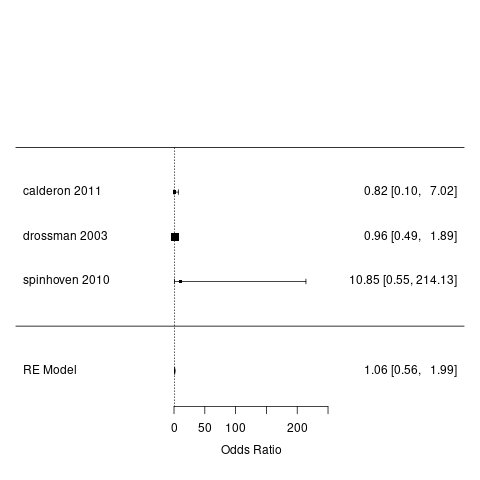 calderon 2011 0.82 [0.10, 7.02]
drossman 2003 0.96 [0.49, 1.89]
spinhoven 2010 10.85 [0.55, 214.13]
RE Model 1.06 [0.56, 1.99]
0 50 100 200
Odds Ratio